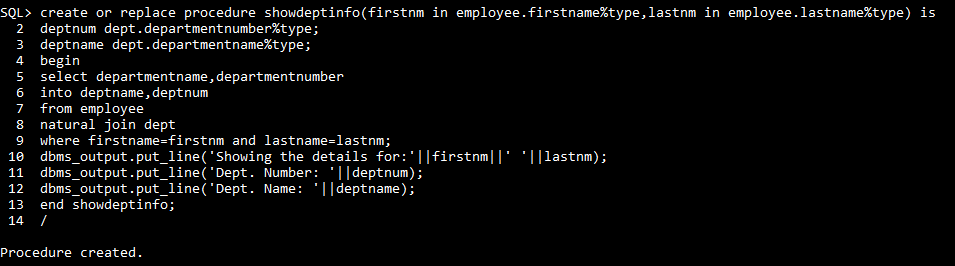 SQL> create or replace procedure showdeptinfo(firstnm in employee.firstname%type,lastnm in employee.lastname%type) is
2 deptnum dept.departmentnumber%type;
3 deptname dept.departmentname%type;
4 begin
5 select departmentname,departmentnumber
6 into deptname,deptnum
7 from employee
8 natural join dept
9 where firstname=firstnm and lastname=lastnm;
10 dbms_output.put_line('Showing the details for:'||firstnm||' '||lastnm);
11 dbms_output.put_line('Dept. Number: '||deptnum);
12 dbms_output.put_line('Dept. Name: '||deptname);
13 end showdeptinfo;
14 /
Procedure created.